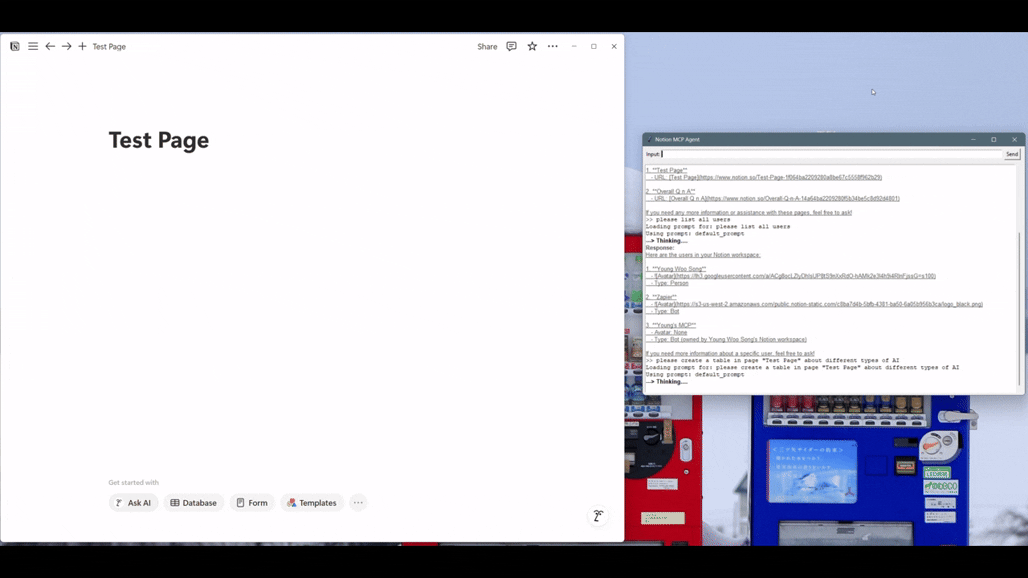 Test Page
Share
Test Page
Get started with
Ask AI
Database
Form
Templates
Notion MCP Agent
Input:
Send
1. **Test Page**
- URL: [Test Page](https://www.notion.so/Test-Page-
2. **Overall Q n A**
- URL: [Overall Q n A](https://www.notion.so/Overall-Q-n-A-
If you need any more information or assistance with these pages, feel free to ask!
>> please list all users
Loading prompt for: please list all users
Using prompt: default_prompt
--> Thinking...
Response:
Here are the users in your Notion workspace.
1. **Young Woo Song**
- ![Avatar](https://lh3.googleusercontent.com/a/
- Type: Person
2. **Zapier**
- ![Avatar](https://s3-us-west-2.amazonaws.com/public.notion-static.com/
- Type: Bot
3. **Young's MCP**
- Avatar: None
- Type: Bot (owned by Young Woo Song's Notion workspace)
If you need more information about a specific user, feel free to ask!
>> please create a table in page "Test Page" about different types of AI
Loading prompt for: please create a table in page "Test Page" about different types of AI
Using prompt: default_prompt
--> Thinking...